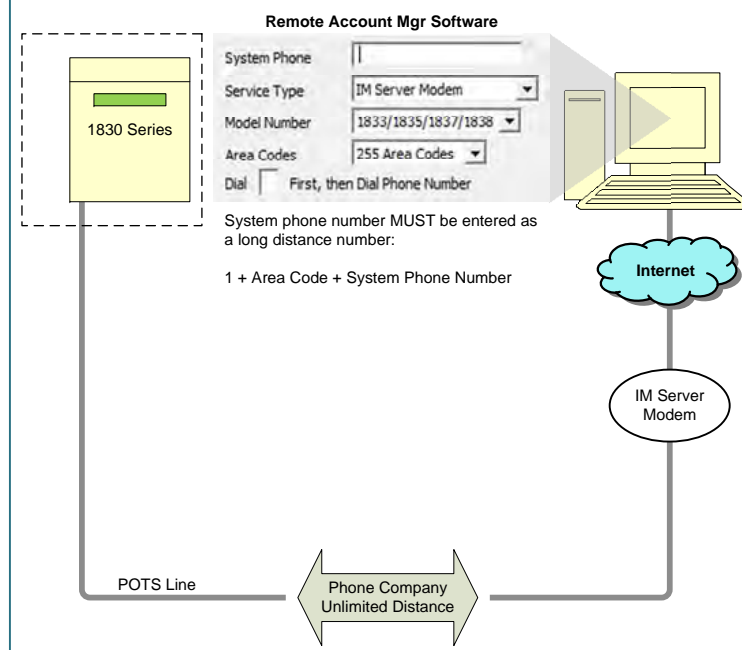 Remote Account Mgr Software
1830 Series
System Phone
Service Type IM Server Modem
Model Number 1833/1835/1837/1838
Area Codes 255 Area Codes
Dial First, then Dial Phone Number
System phone number MUST be entered as
a long distance number:
1 + Area Code + System Phone Number
Internet
IM Server
Modem
POTS Line
Phone Company
Unlimited Distance